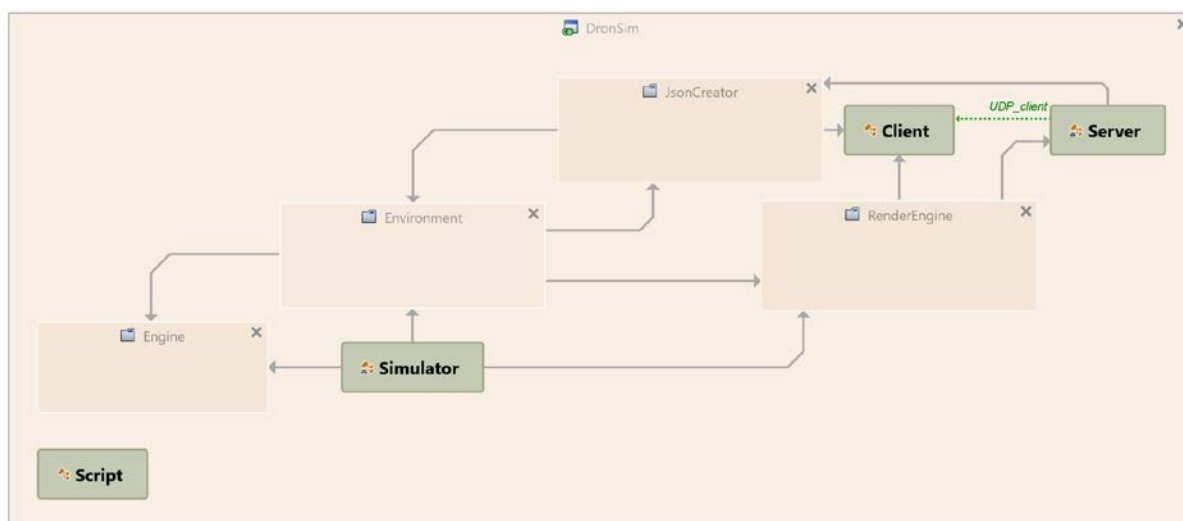 DronSim
JsonCreator
Client
UDP_client
Server
Environment
RenderEngine
Engine
Simulator
Script